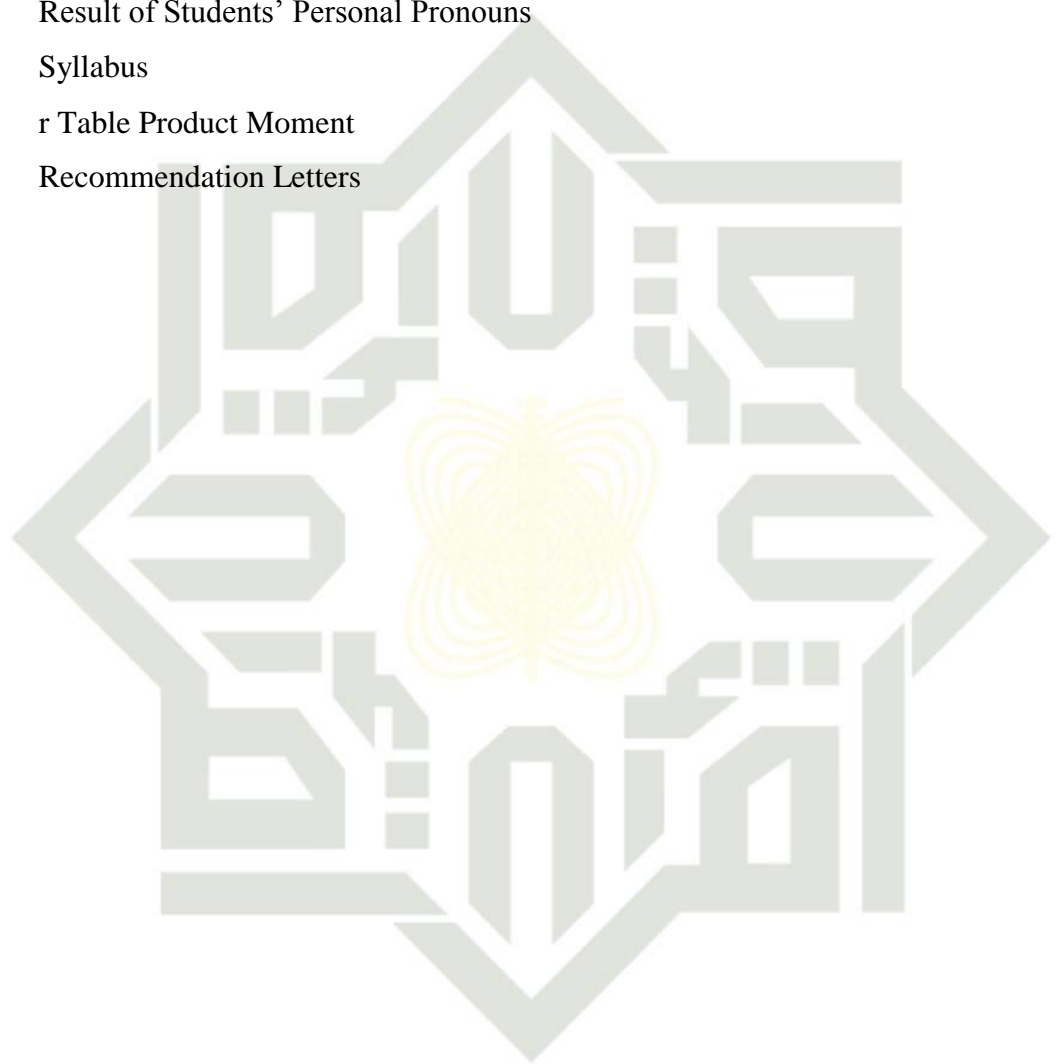 Result of Students’ Personal Pronouns
Syllabus
r Table Product Moment
Recommendation Letters